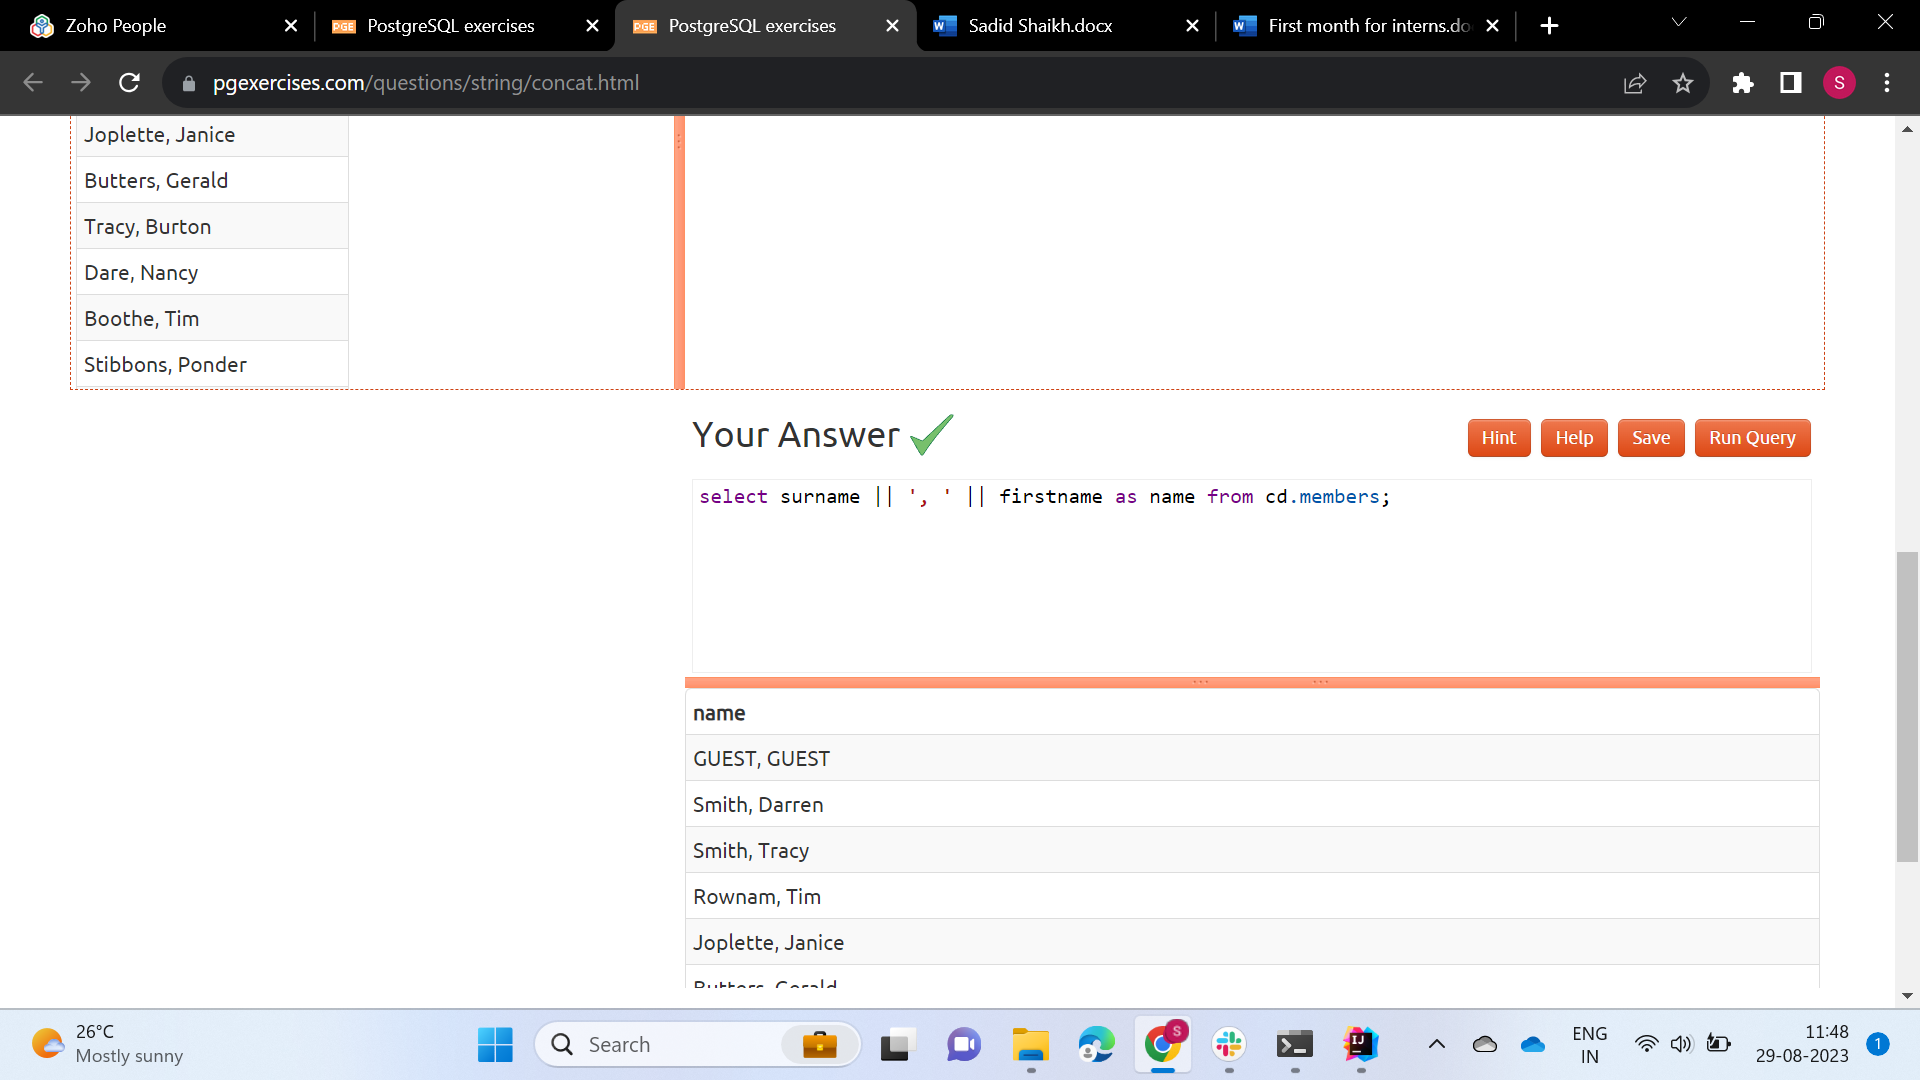 Zoho People
PGE PostgreSQL exercises
PGE PostgreSQL exercises
Sadid Shaikh.docx
First month for interns.do
pgexercises.com/questions/string/concat.html
S
Joplette, Janice
Butters, Gerald
Tracy, Burton
Dare, Nancy
Boothe, Tim
Stibbons, Ponder
Your Answer
Hint
Help
Save
Run Query
select surname || ', ' || firstname as name from cd.members;
name
GUEST, GUEST
Smith, Darren
Smith, Tracy
Rownam, Tim
Joplette, Janice
Butters, Gerald
26°C
Mostly sunny
Search
S
IJ
ENG
IN
11:48
29-08-2023
1